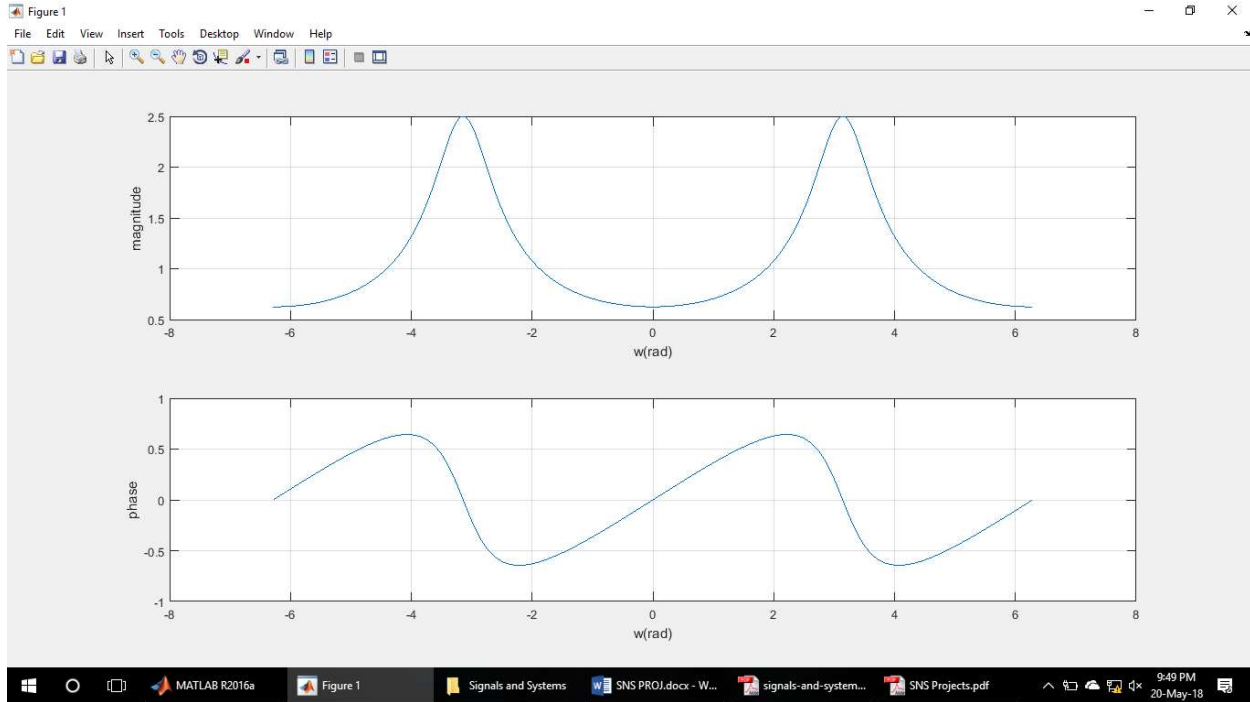 Figure 1
File Edit View Insert Tools Desktop Window Help
2.5
2
1.5
1
0.5
magnitude
-8 -6 -4 -2 0 2 4 6 8
w(rad)
1
0.5
0
-0.5
-1
phase
-8 -6 -4 -2 0 2 4 6 8
w(rad)
MATLAB R2016a Figure 1 Signals and Systems SNS PROJ.docx - W... signals-and-system... SNS Projects.pdf
9:49 PM
20-May-18